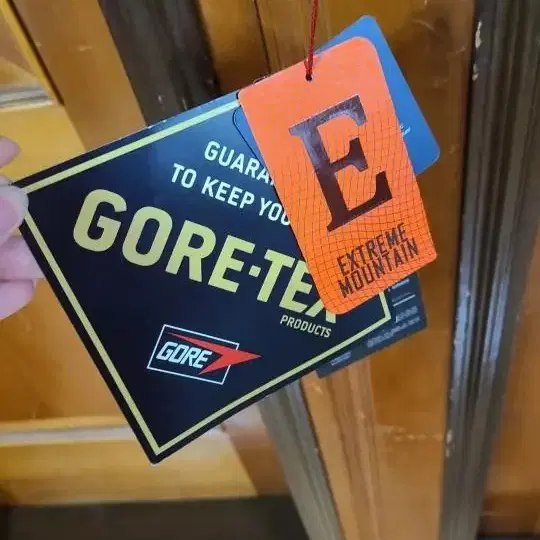 GUARA
TO KEEP YOU
GORE-TEX
PRODUCTS
GORE
E
EXTREME
MOUNTAIN